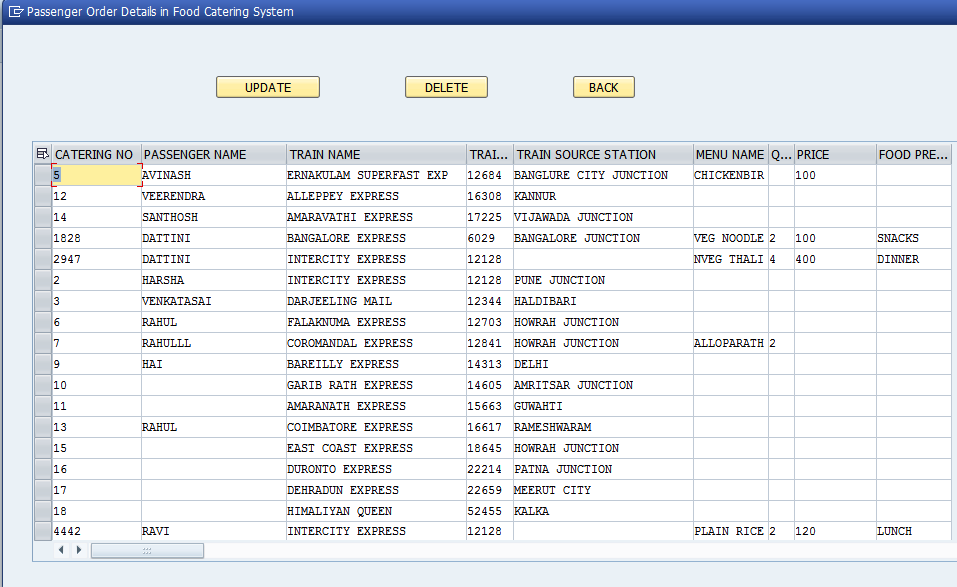 Passenger Order Details in Food Catering System
UPDATE DELETE BACK
CATERING NO PASSENGER NAME TRAIN NAME TRAI... TRAIN SOURCE STATION MENU NAME Q... PRICE FOOD PRE...
5 AVINASH ERNAKULAM SUPERFAST EXP 12684 BANGLURE CITY JUNCTION CHICKENBIR 100
12 VEERENDRA ALLEPPEY EXPRESS 16308 KANNUR
14 SANTHOSH AMARAVATHI EXPRESS 17225 VIJAWADA JUNCTION
1828 DATTINI BANGALORE EXPRESS 6029 BANGALORE JUNCTION VEG NOODLE 2 100 SNACKS
2947 DATTINI INTERCITY EXPRESS 12128 NVEG THALI 4 400 DINNER
2 HARSHA INTERCITY EXPRESS 12128 PUNE JUNCTION
3 VENKATASAI DARJEELING MAIL 12344 HALDIBARI
6 RAHUL FALAKNUMA EXPRESS 12703 HOWRAH JUNCTION
7 RAHULLL COROMANDAL EXPRESS 12841 HOWRAH JUNCTION ALLOPARATH 2
9 HAI BAREILLY EXPRESS 14313 DELHI
10 GARIB RATH EXPRESS 14605 AMRITSAR JUNCTION
11 AMARANATH EXPRESS 15663 GUWAHTI
13 RAHUL COIMBATORE EXPRESS 16617 RAMESHWARAM
15 EAST COAST EXPRESS 18645 HOWRAH JUNCTION
16 DURONTO EXPRESS 22214 PATNA JUNCTION
17 DEHRADUN EXPRESS 22659 MEERUT CITY
18 HIMALIYAN QUEEN 52455 KALKA
4442 RAVI INTERCITY EXPRESS 12128 PLAIN RICE 2 120 LUNCH